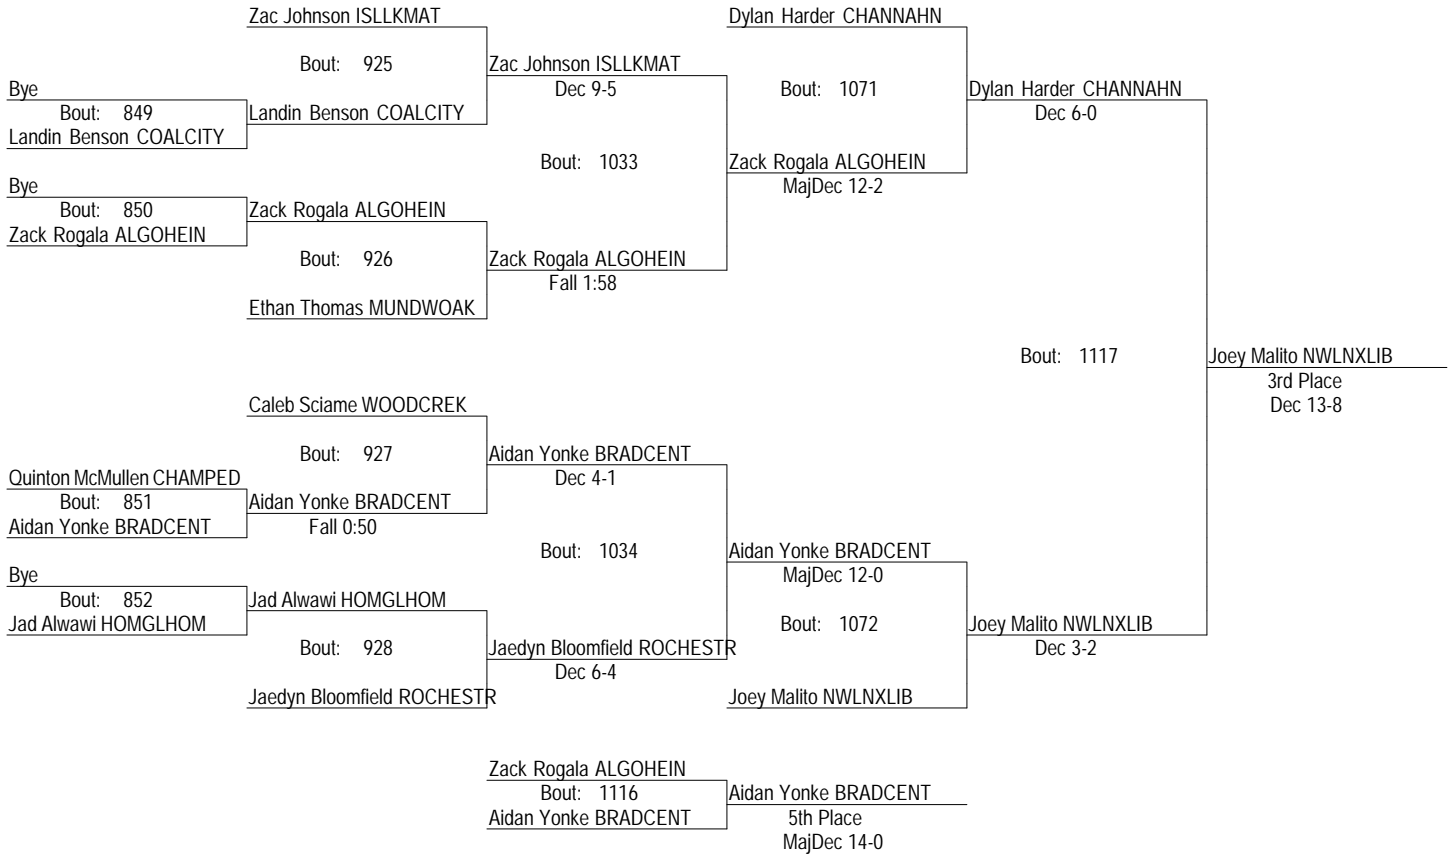 Zac Johnson ISLLKMAT
Dylan Harder CHANNAHN
Bout: 925
Zac Johnson ISLLKMAT
Dec 9-5
Bye
Bout: 849
Landin Benson COALCITY
Landin Benson COALCITY
Bout: 1071
Dylan Harder CHANNAHN
Dec 6-0
Bout: 1033
Zack Rogala ALGOHEIN
MajDec 12-2
Bye
Bout: 850
Zack Rogala ALGOHEIN
Zack Rogala ALGOHEIN
Bout: 926
Zack Rogala ALGOHEIN
Fall 1:58
Ethan Thomas MUNDWOAK
Bout: 1117
Joey Malito NWLNXLIB
3rd Place
Dec 13-8
Caleb Sciame WOODCREK
Bout: 927
Aidan Yonke BRADCENT
Dec 4-1
Quinton McMullen CHAMPED
Bout: 851
Aidan Yonke BRADCENT
Aidan Yonke BRADCENT
Fall 0:50
Bout: 1034
Aidan Yonke BRADCENT
MajDec 12-0
Bye
Bout: 852
Jad Alwawi HOMGLHOM
Jad Alwawi HOMGLHOM
Bout: 928
Jaedyn Bloomfield ROCHESTR
Dec 6-4
Jaedyn Bloomfield ROCHESTR
Bout: 1072
Joey Malito NWLNXLIB
Dec 3-2
Joey Malito NWLNXLIB
Zack Rogala ALGOHEIN
Bout: 1116
Aidan Yonke BRADCENT
Aidan Yonke BRADCENT
5th Place
MajDec 14-0